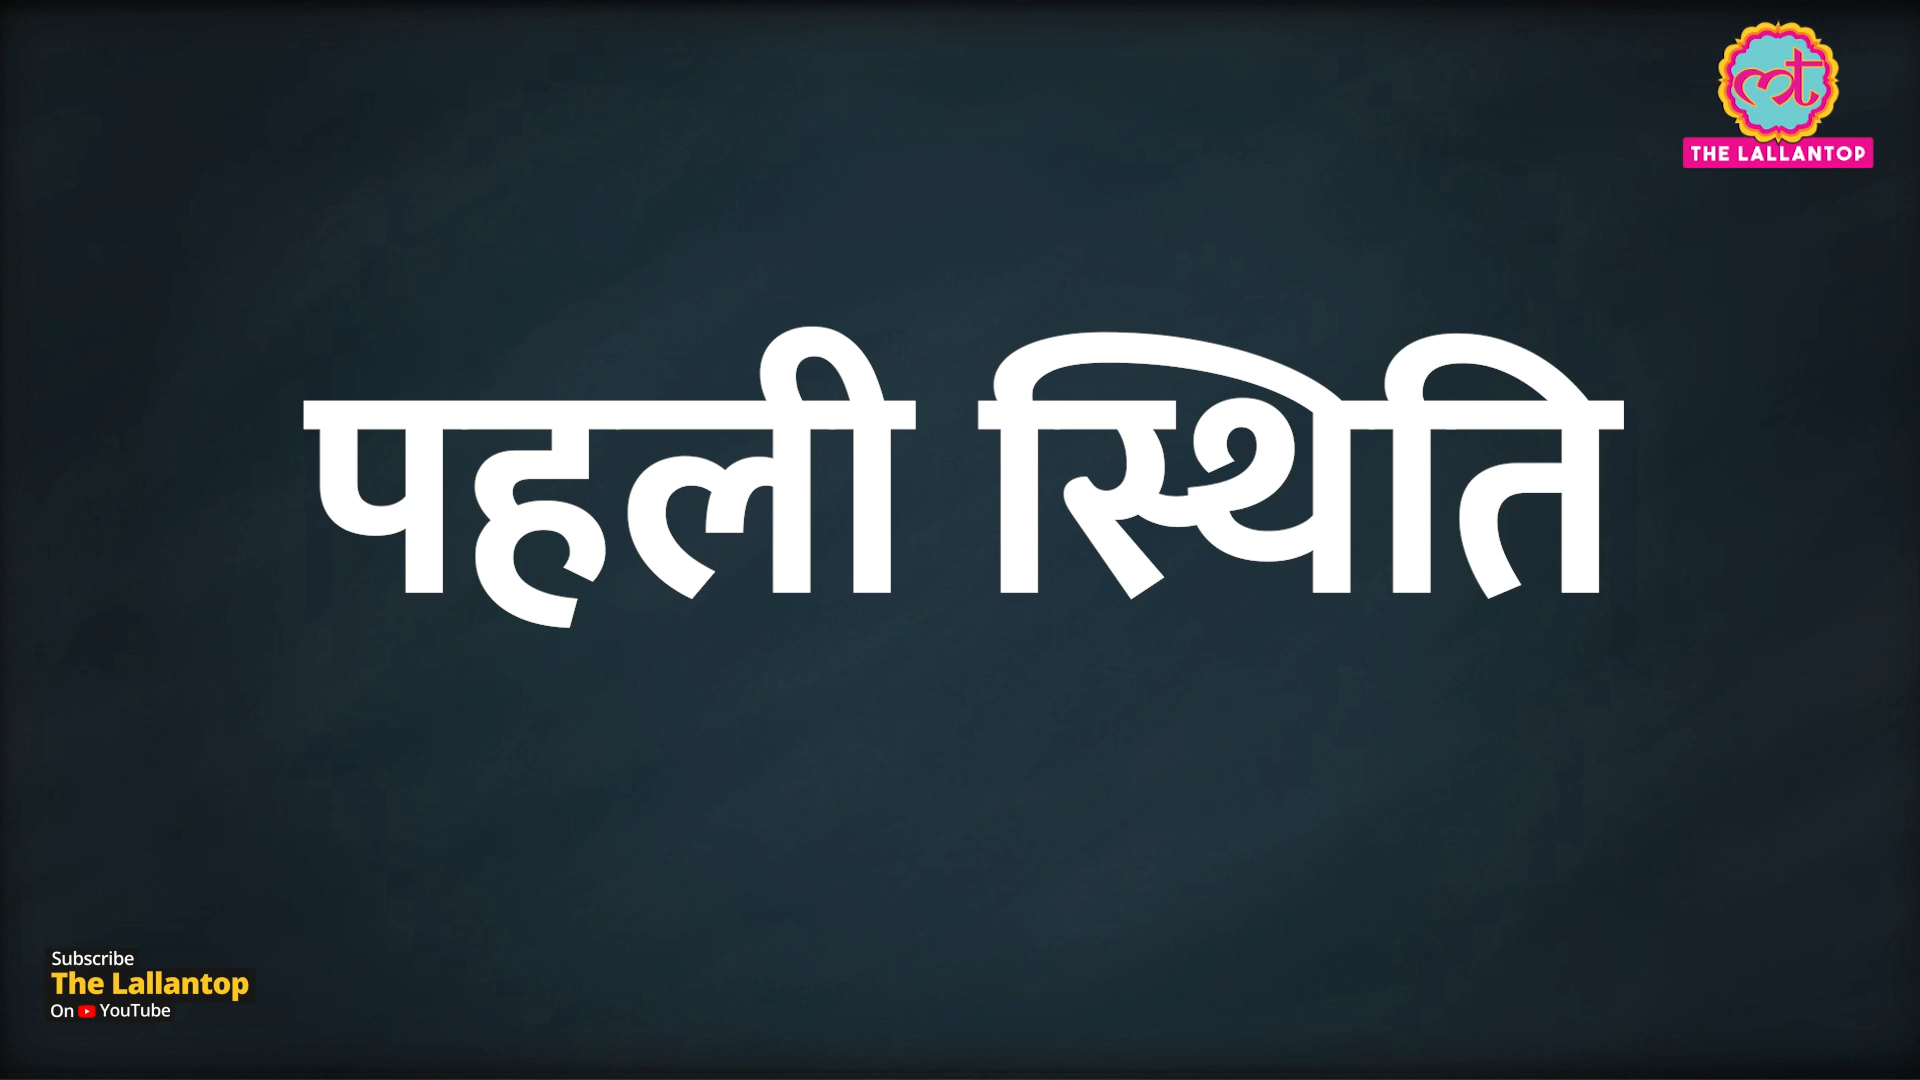 THE LALLANTOP
पहली स्थिति
Subscribe
The Lallantop
On YouTube